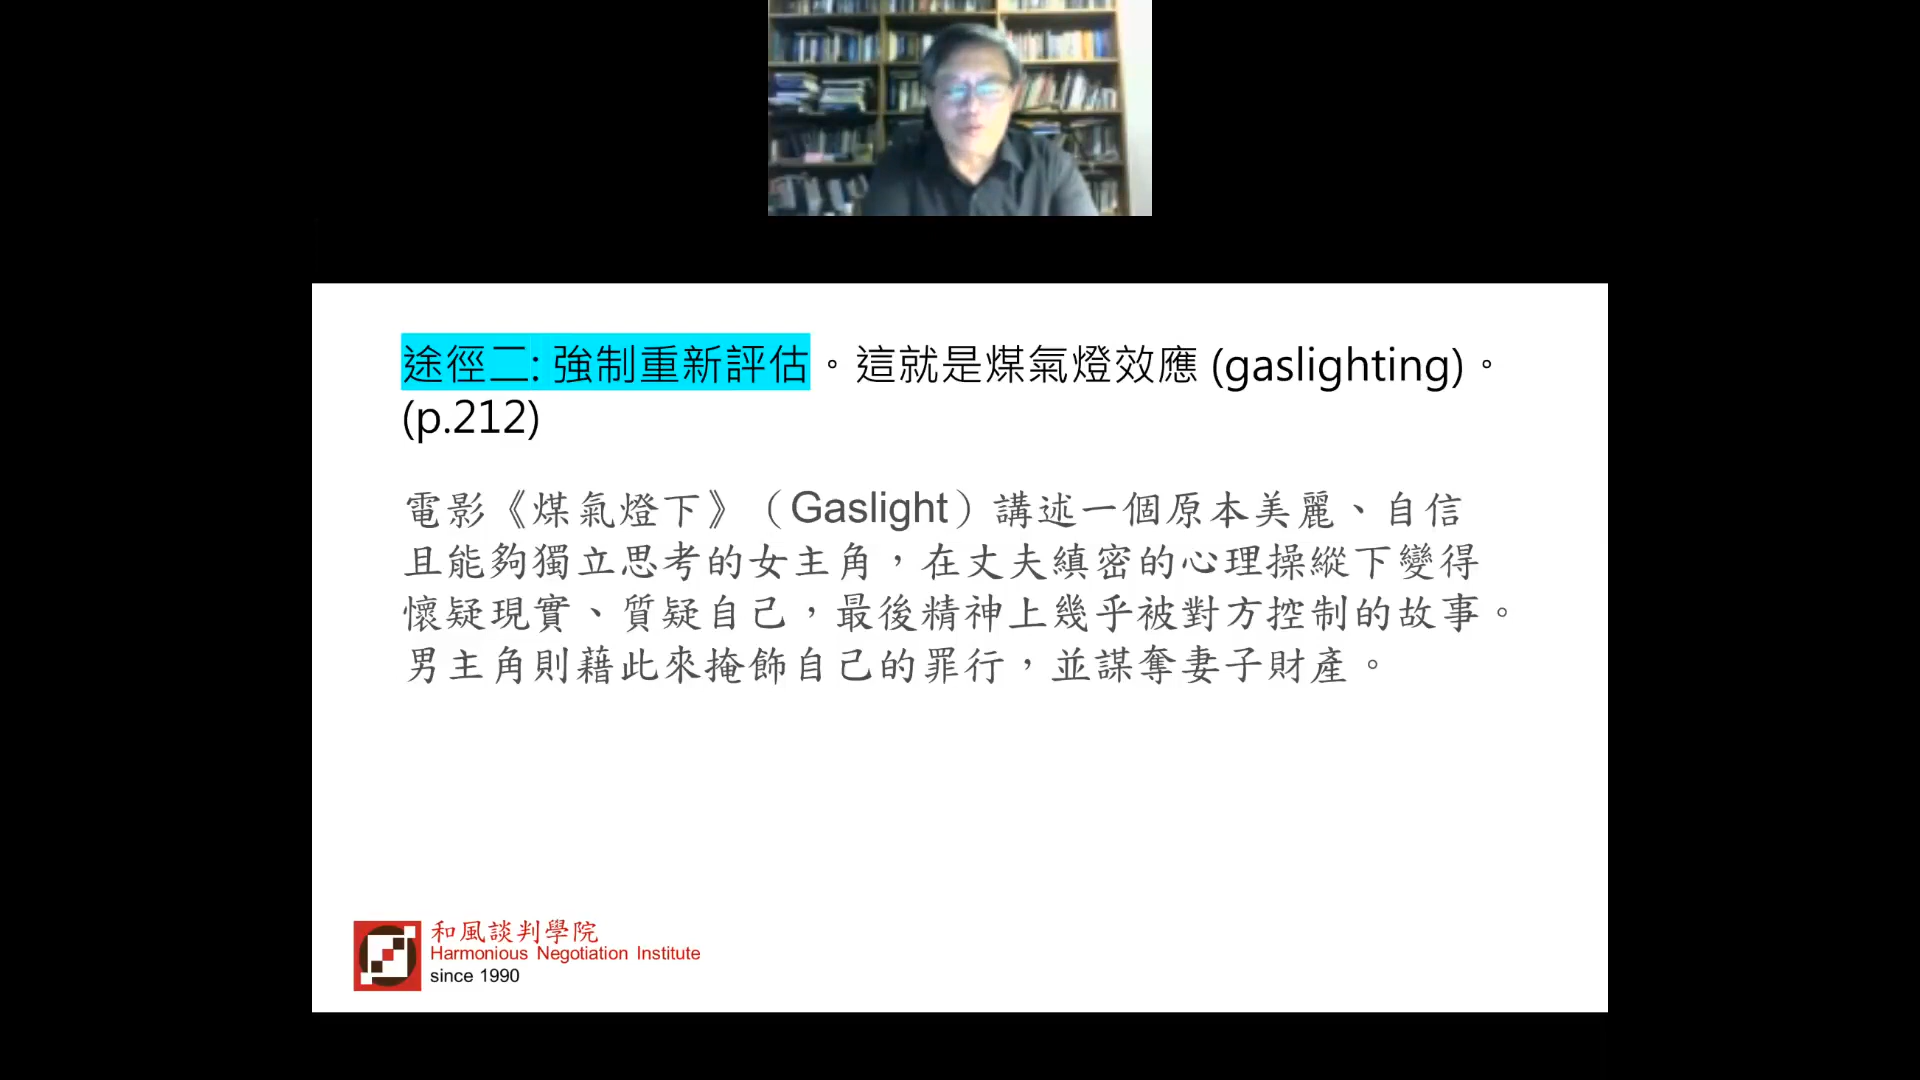 途徑二: 強制重新評估。這就是煤氣燈效應 (gaslighting)。
(p.212)
電影《煤氣燈下》（Gaslight）講述一個原本美麗、自信
且能夠獨立思考的女主角，在丈夫縝密的心理操縱下變得
懷疑現實、質疑自己，最後精神上幾乎被對方控制的故事。
男主角則藉此來掩飾自己的罪行，並謀奪妻子財產。
和風談判學院
Harmonious Negotiation Institute
since 1990